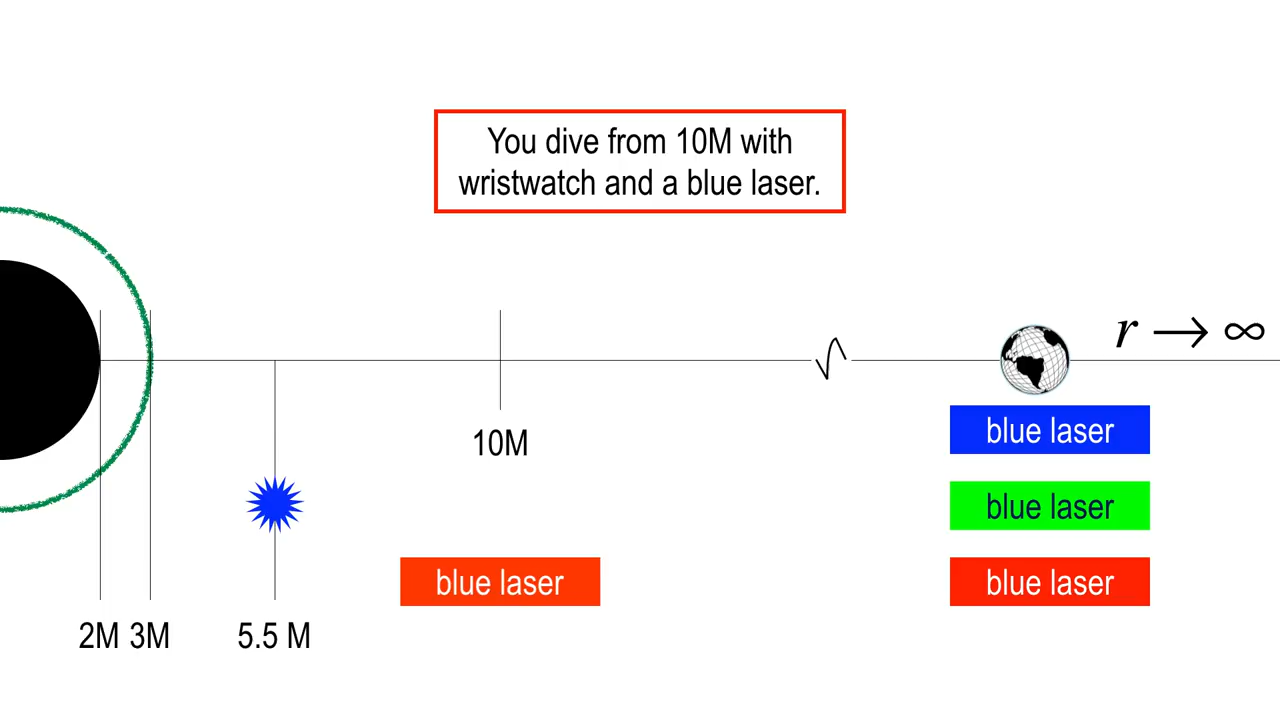 You dive from 10M with
wristwatch and a blue laser.
r → ∞
10M
blue laser
blue laser
blue laser
blue laser
2M 3M 5.5 M